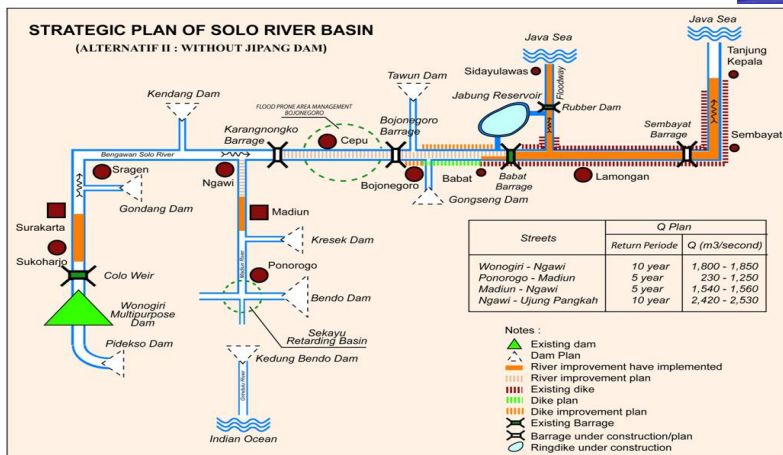 STRATEGIC PLAN OF SOLO RIVER BASIN
(ALTERNATIF II : WITHOUT JIPANG DAM)
Java Sea
Java Sea
Tanjung
Kepala
Sidayulawas
Floodway
Tawun Dam
Jabung Reservoir
Rubber Dam
Kendang Dam
FLOOD PRONE AREA MANAGEMENT
BOJONEGORO
Bojonegoro
Barrage
Karangnongko
Barrage
Cepu
Sembayat
Barrage
Sembayat
Bengawan Solo River
Sragen
Ngawi
Bojonegoro
Babat
Babat
Barrage
Lamongan
Gondang Dam
Gongseng Dam
Surakarta
Madiun
Sukoharjo
Kresek Dam
Colo Weir
Madiun River
Ponorogo
Wonogiri
Multipurpose
Dam
Bendo Dam
Sekayu
Retarding Basin
Pidekso Dam
Kedung Bendo Dam
Indian Ocean
Streets
Q Plan
Return Periode
Q (m3/second)
Wonogiri - Ngawi 10 year 1,800 - 1,850
Ponorogo - Madiun 5 year 230 - 1,250
Madiun - Ngawi 5 year 1,540 - 1,560
Ngawi - Ujung Pangkah 10 year 2,420 - 2,530
Notes :
Existing dam
Dam Plan
River improvement have implemented
River improvement plan
Existing dike
Dike plan
Dike improvement plan
Existing Barrage
Barrage under construction/plan
Ringdike under construction